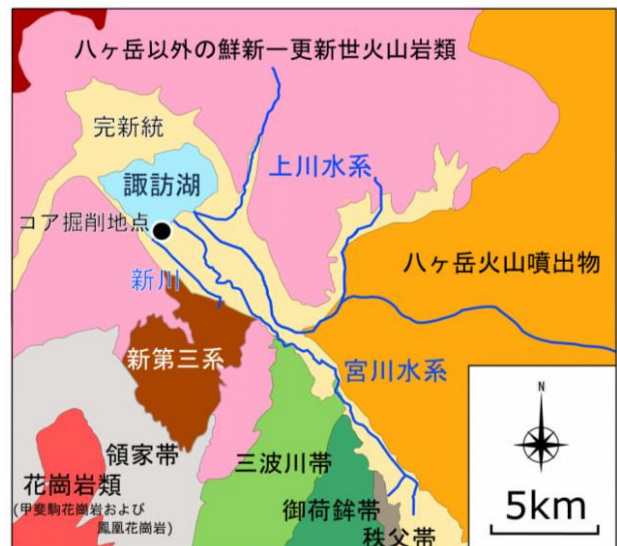 八ヶ岳以外の鮮新ー更新世火山岩類
完新統
諏訪湖
上川水系
コア掘削地点
新川
八ヶ岳火山噴出物
新第三系
宮川水系
領家帯
花崗岩類
(甲斐駒花崗岩および
鳳凰花崗岩)
三波川帯
御荷鉾帯
秩父帯
N
5km